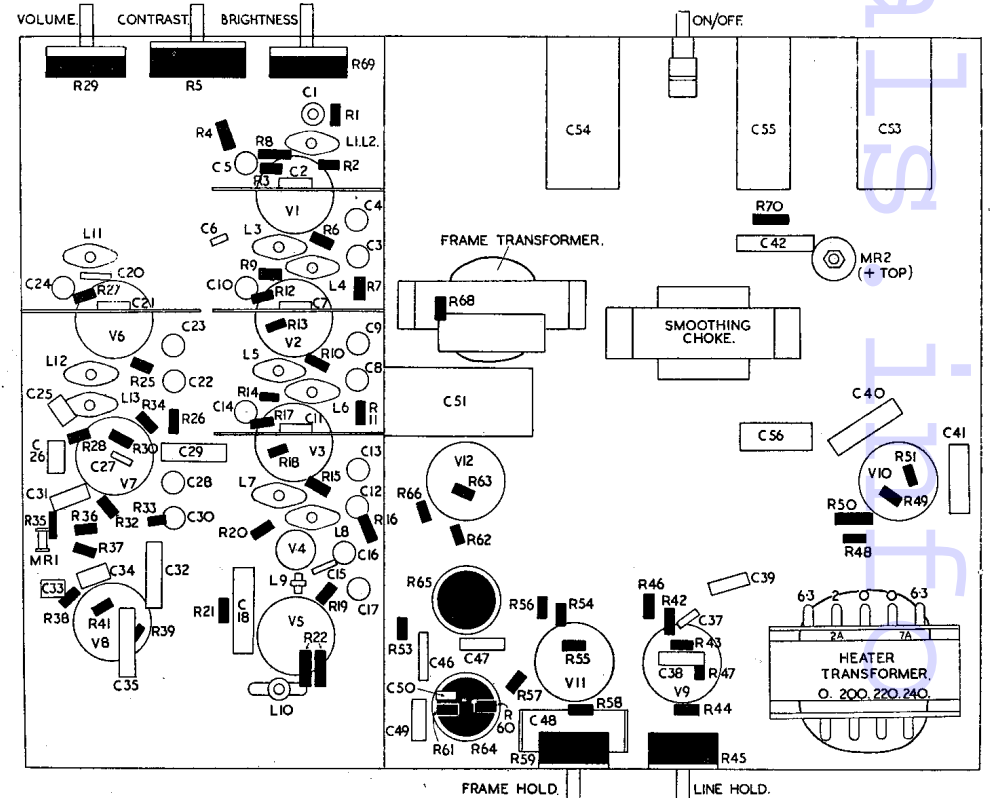 VOLUME.
CONTRAST.
BRIGHTNESS
ON/OFF.
R29
R5
R69
C54
C55
C53
C1
R1
R4
L1.L2.
R8
C5
R3
C2
R2
V1
C4
R70
C42
MR2
(+ TOP)
C6
L3
R6
C3
FRAME TRANSFORMER.
L11
C20
C24
R27
C21
R9
C10
R12
C7
L4
R7
R68
SMOOTHING
CHOKE.
V6
C23
R13
V2
C9
L12
R25
C22
L5
R10
C8
C25
L13
R34
R26
R14
C14
R17
C11
L6
R
11
C51
C40
C56
C41
C
26
R28
R30
C27
V7
C29
R18
V3
C13
V12
R63
R51
V10
R49
C31
C28
L7
R15
C12
R66
R50
R35
R36
R32
R33
C30
R20
L8
R16
R62
R48
MR1
R37
V4
C16
C33
C34
C32
L9
C15
R19
C17
R65
R56
R54
R46
R42
C39
C37
6·3
2
0
0
6·3
2A
7A
HEATER
TRANSFORMER.
0. 200. 220. 240.
R38
R41
V8
R39
R21
C
18
V5
R22
R53
C46
C47
R55
V11
R43
C38
R47
V9
C35
L10
C50
C49
R57
R58
R44
R61
R64
R
60
C48
R59
R45
FRAME HOLD.
LINE HOLD.
als.info